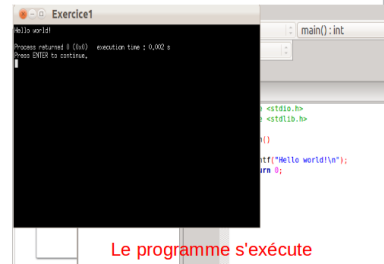 Exercice1
Hello world!
Process returned 0 (0x0) execution time : 0,002 s
Press ENTER to continue.
main() : int
<stdio.h>
<stdlib.h>
()
tf("Hello world!\n");
urn 0;
Le programme s'exécute